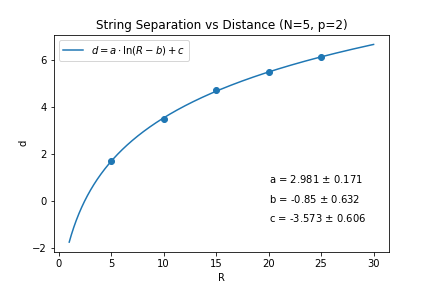 String Separation vs Distance (N=5, p=2)
d = a · ln(R − b) + c
6
4
2
0
−2
d
a = 2.981 ± 0.171
b = -0.85 ± 0.632
c = -3.573 ± 0.606
0 5 10 15 20 25 30
R